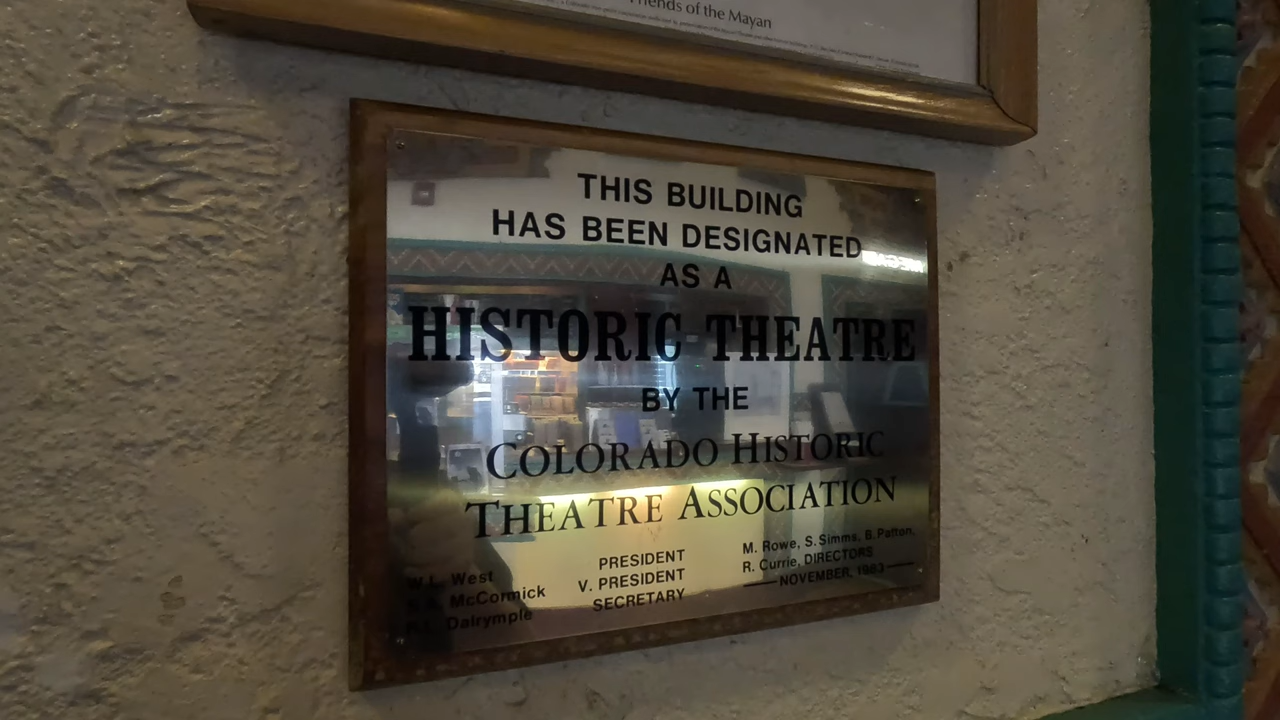 Friends of the Mayan
THIS BUILDING
HAS BEEN DESIGNATED
AS A
HISTORIC THEATRE
BY THE
COLORADO HISTORIC
THEATRE ASSOCIATION
W.L. West PRESIDENT
McCormick V. PRESIDENT
Dalrymple SECRETARY
M. Rowe, S. Simms, B. Patton,
R. Currie, DIRECTORS
NOVEMBER, 1983